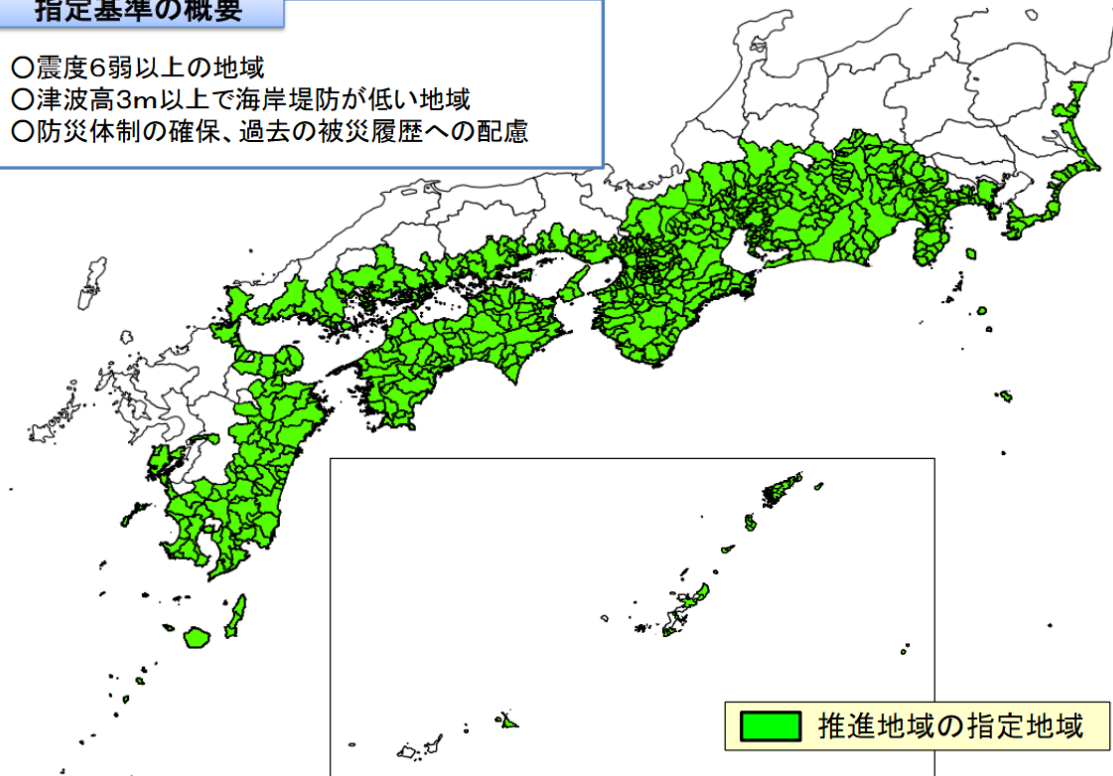 指定基準の概要
○震度6弱以上の地域
○津波高3m以上で海岸堤防が低い地域
○防災体制の確保、過去の被災履歴への配慮
推進地域の指定地域